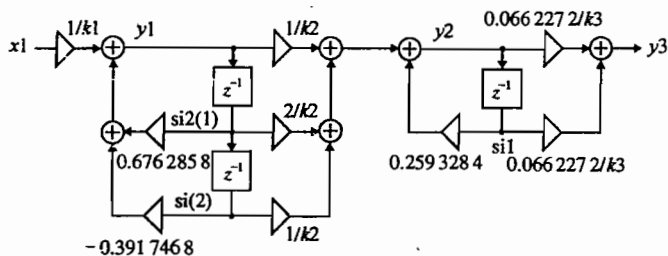 x1 1/k1 y1 1/k2 y2 0.066 227 2/k3 y3
z⁻¹ z⁻¹
si2(1) 2/k2
0.676 285 8 0.259 328 4 si1 0.066 227 2/k3
z⁻¹
si(2)
1/k2
−0.391 746 8